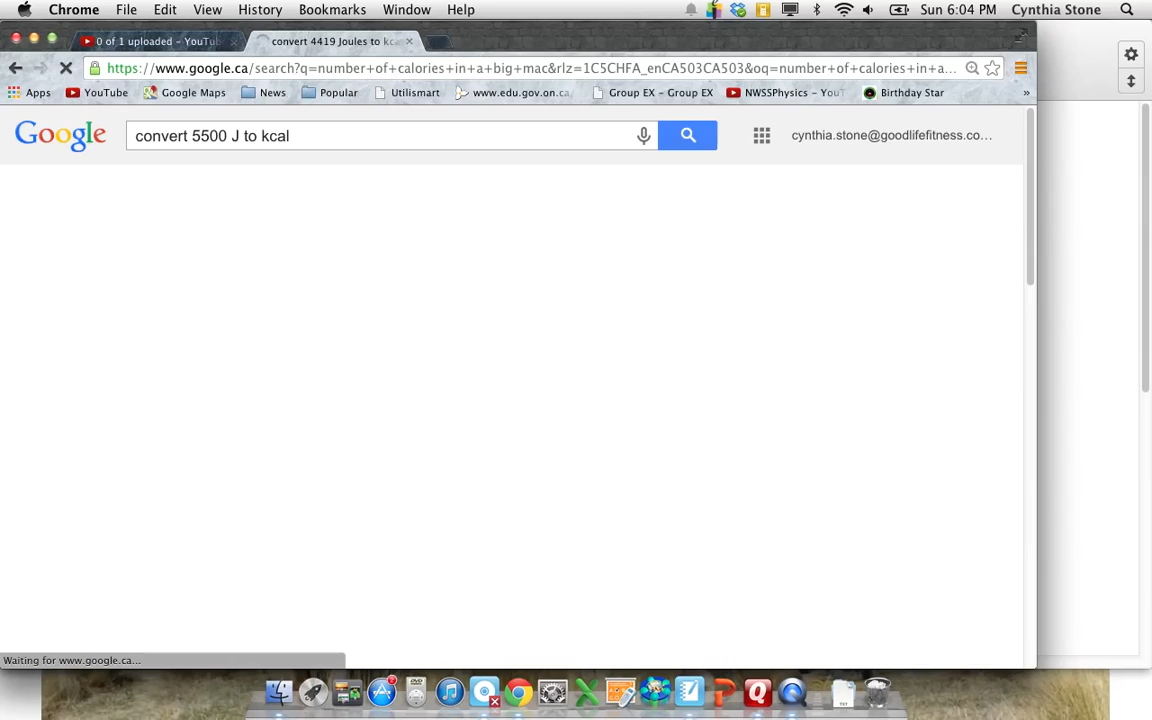 Chrome File Edit View History Bookmarks Window Help Sun 6:04 PM Cynthia Stone
0 of 1 uploaded - YouTu
convert 4419 Joules to kca
https://www.google.ca/search?q=number+of+calories+in+a+big+mac&rlz=1C5CHFA_enCA503CA503&oq=number+of+calories+in+a...
Apps YouTube Google Maps News Popular Utilismart www.edu.gov.on.ca Group EX - Group EX NWSSPhysics - YouT Birthday Star »
Google convert 5500 J to kcal cynthia.stone@goodlifefitness.co...
Waiting for www.google.ca...